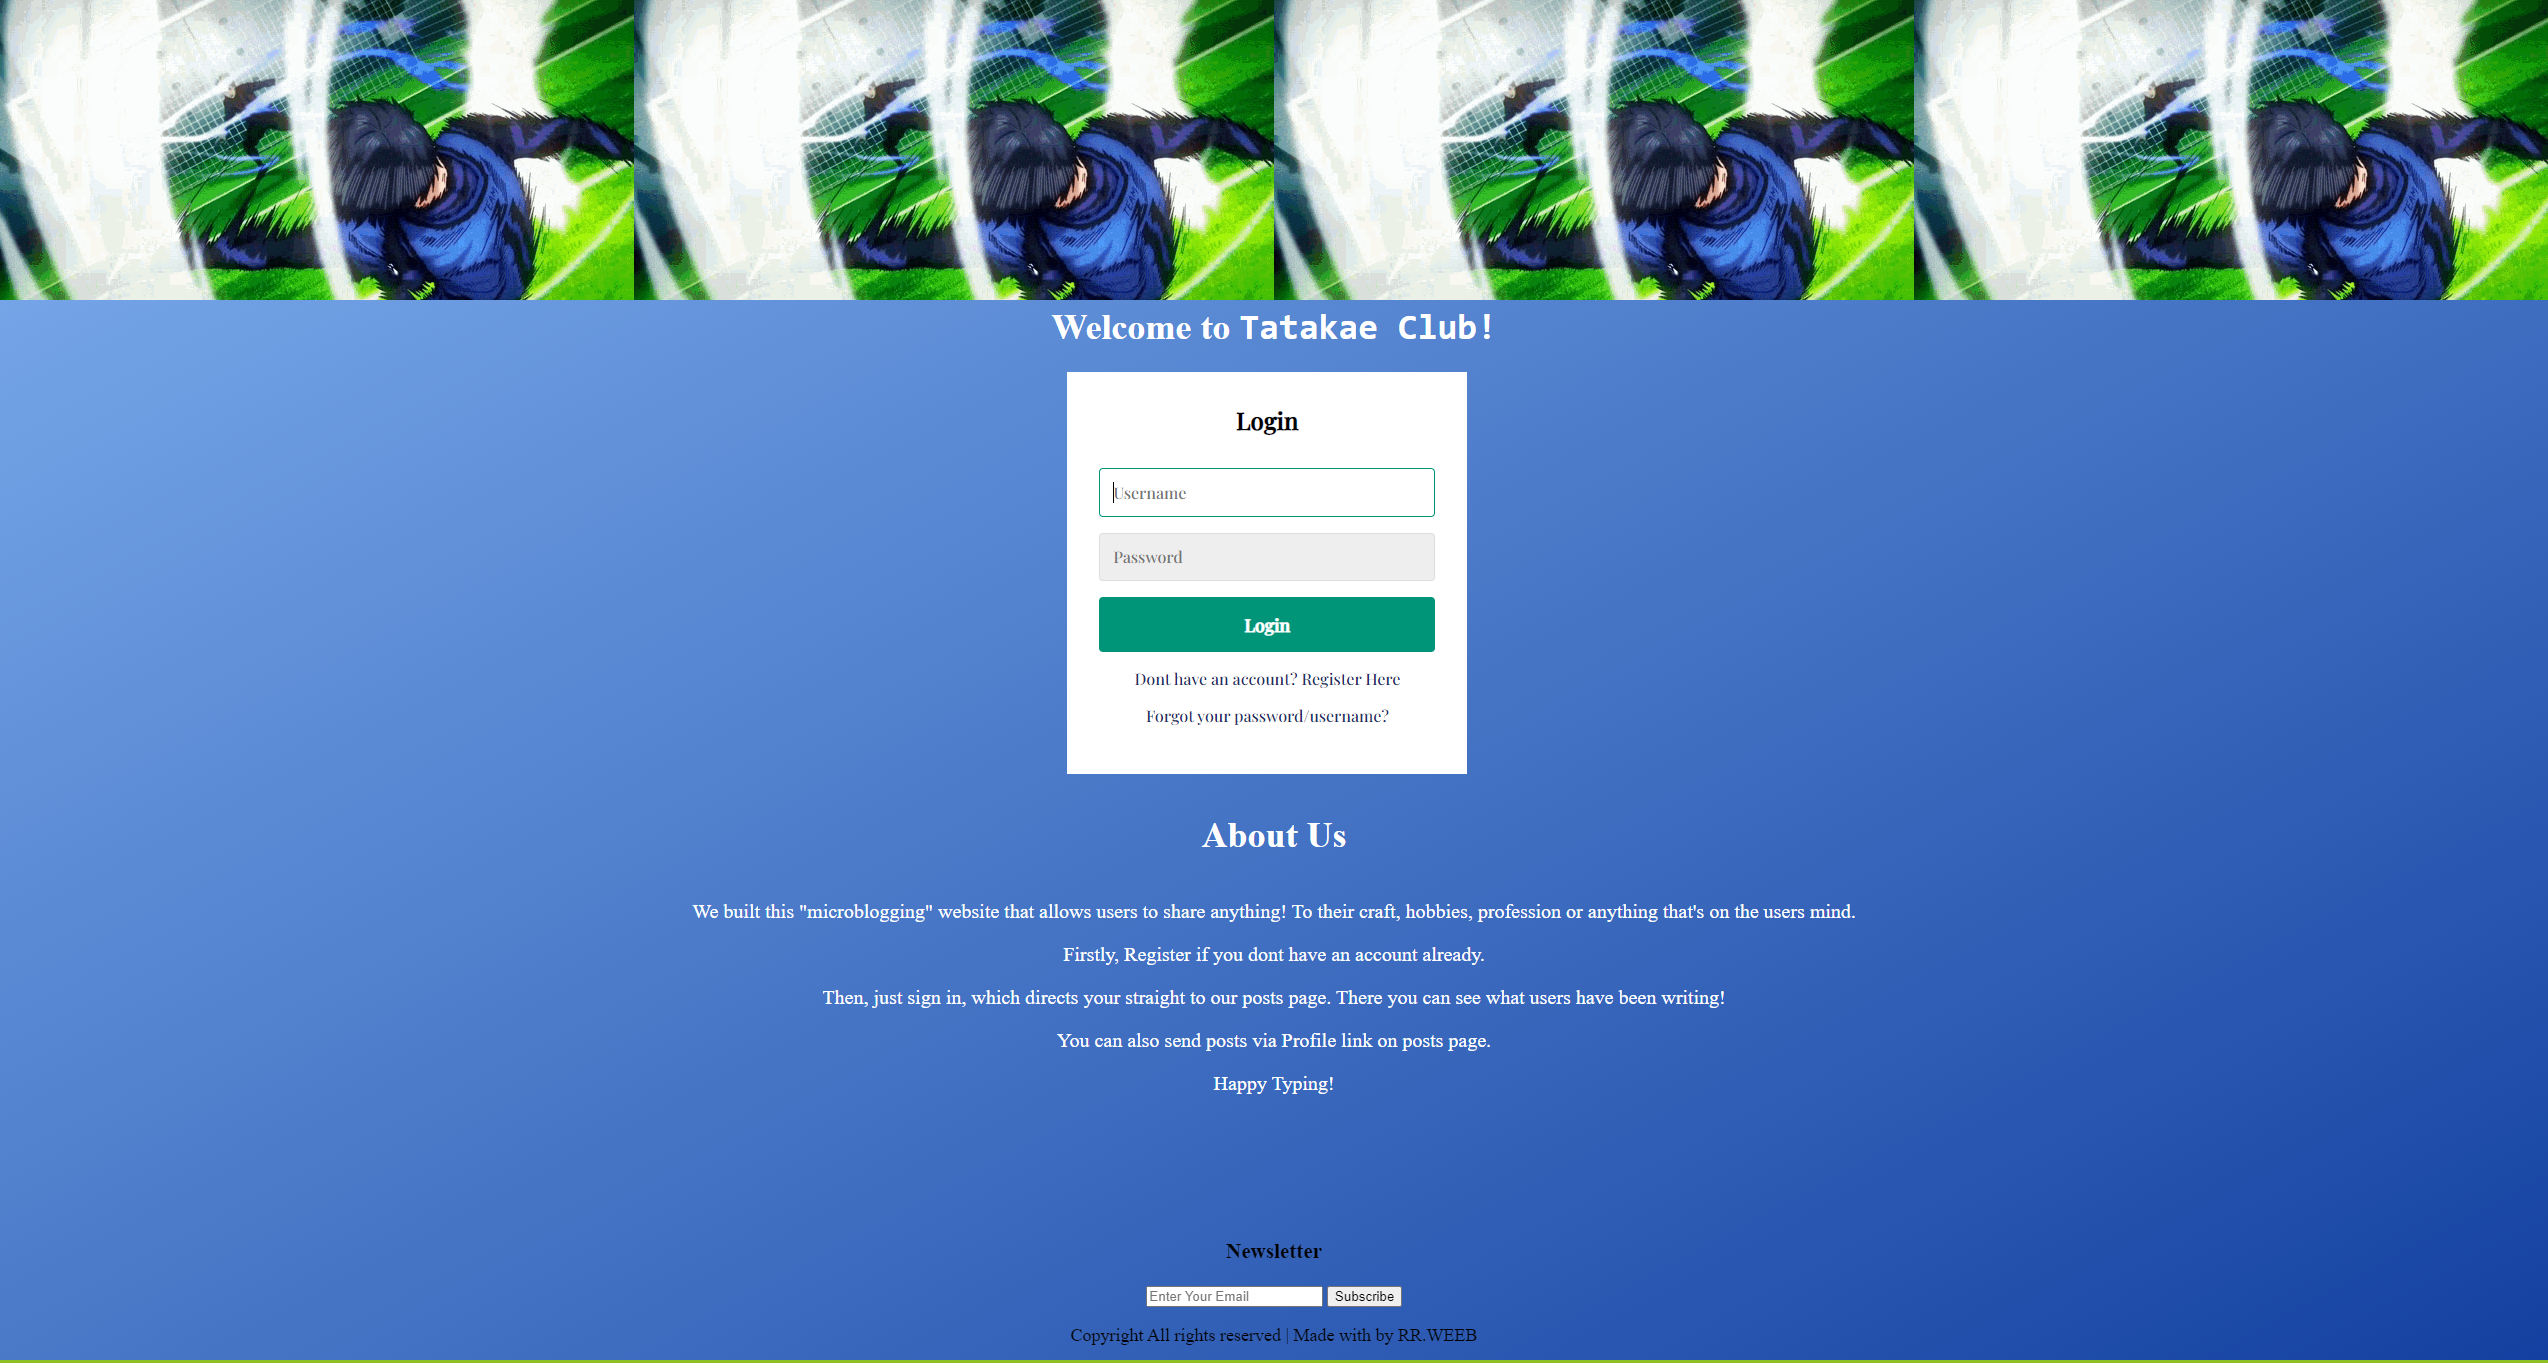 Welcome to Tatakae Club!
Login
Username
Password
Login
Dont have an account? Register Here
Forgot your password/username?
About Us
We built this "microblogging" website that allows users to share anything! To their craft, hobbies, profession or anything that's on the users mind.
Firstly, Register if you dont have an account already.
Then, just sign in, which directs your straight to our posts page. There you can see what users have been writing!
You can also send posts via Profile link on posts page.
Happy Typing!
Newsletter
Enter Your Email Subscribe
Copyright All rights reserved | Made with by RR.WEEB